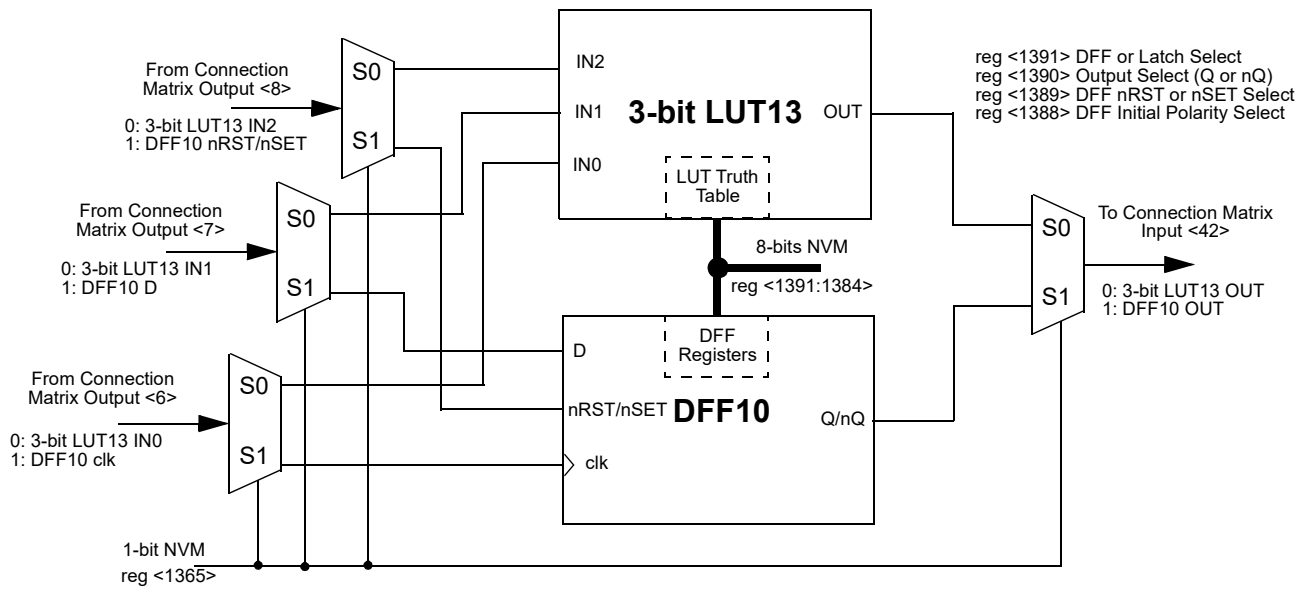 From Connection
Matrix Output <8>
0: 3-bit LUT13 IN2
1: DFF10 nRST/nSET
S0
S1
From Connection
Matrix Output <7>
0: 3-bit LUT13 IN1
1: DFF10 D
S0
S1
From Connection
Matrix Output <6>
0: 3-bit LUT13 IN0
1: DFF10 clk
S0
S1
1-bit NVM
reg <1365>
IN2
IN1
IN0
3-bit LUT13
OUT
LUT Truth
Table
8-bits NVM
reg <1391:1384>
DFF
Registers
D
nRST/nSET
DFF10
clk
Q/nQ
reg <1391> DFF or Latch Select
reg <1390> Output Select (Q or nQ)
reg <1389> DFF nRST or nSET Select
reg <1388> DFF Initial Polarity Select
S0
S1
To Connection Matrix
Input <42>
0: 3-bit LUT13 OUT
1: DFF10 OUT